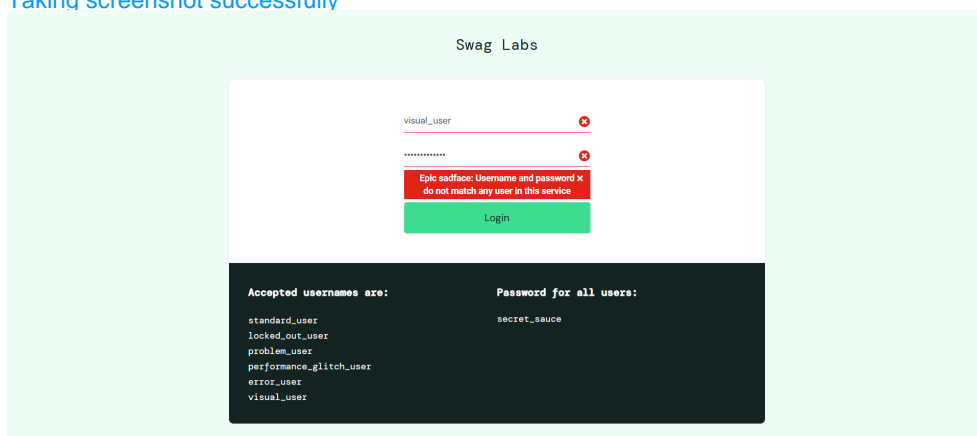 Taking screenshot successfully
Swag Labs
visual_user
•••••••••••••
Epic sadface: Username and password
do not match any user in this service
Login
Accepted usernames are:
standard_user
locked_out_user
problem_user
performance_glitch_user
error_user
visual_user
Password for all users:
secret_sauce